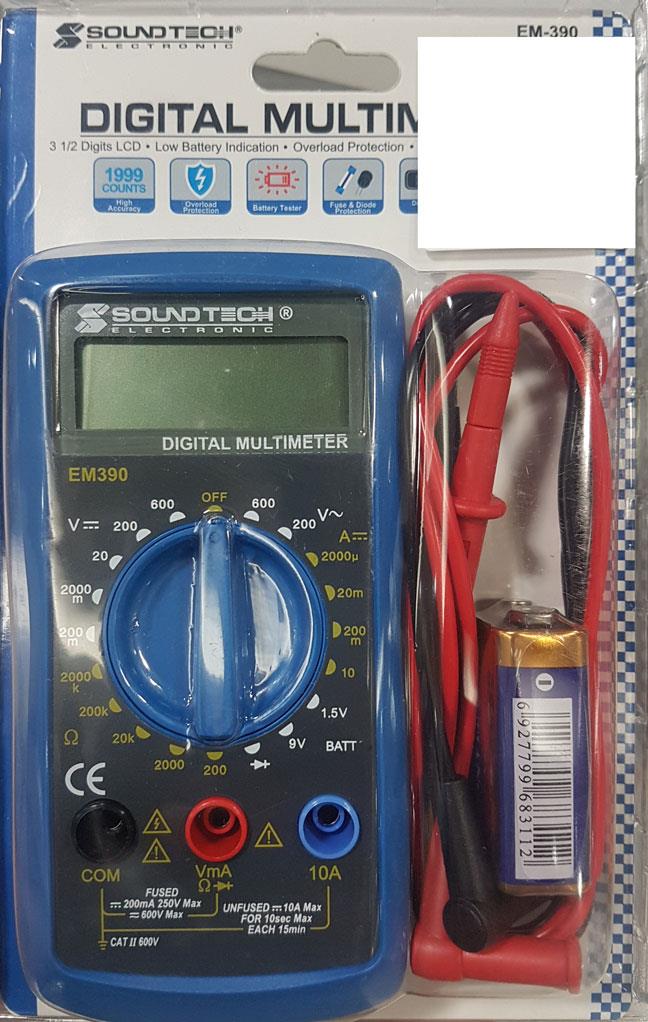 SOUNDTECH®
ELECTRONIC
EM-390
DIGITAL MULTIM
3 1/2 Digits LCD • Low Battery Indication • Overload Protection •
1999
COUNTS
High
Accuracy
Overload
Protection
Battery Tester
Fuse & Diode
Protection
SOUNDTECH®
ELECTRONIC
DIGITAL MULTIMETER
EM390
OFF
600
600
V⎓
200
200
V~
A⎓
20
2000µ
2000
m
20m
200
m
200
m
2000
k
10
200k
1.5V
Ω
20k
9V
BATT
2000
200
CE
COM
VmA
Ω
10A
FUSED
⎓ 200mA 250V Max
600V Max
UNFUSED ⎓ 10A Max
FOR 10sec Max
EACH 15min
CAT II 600V
6 927799 683112